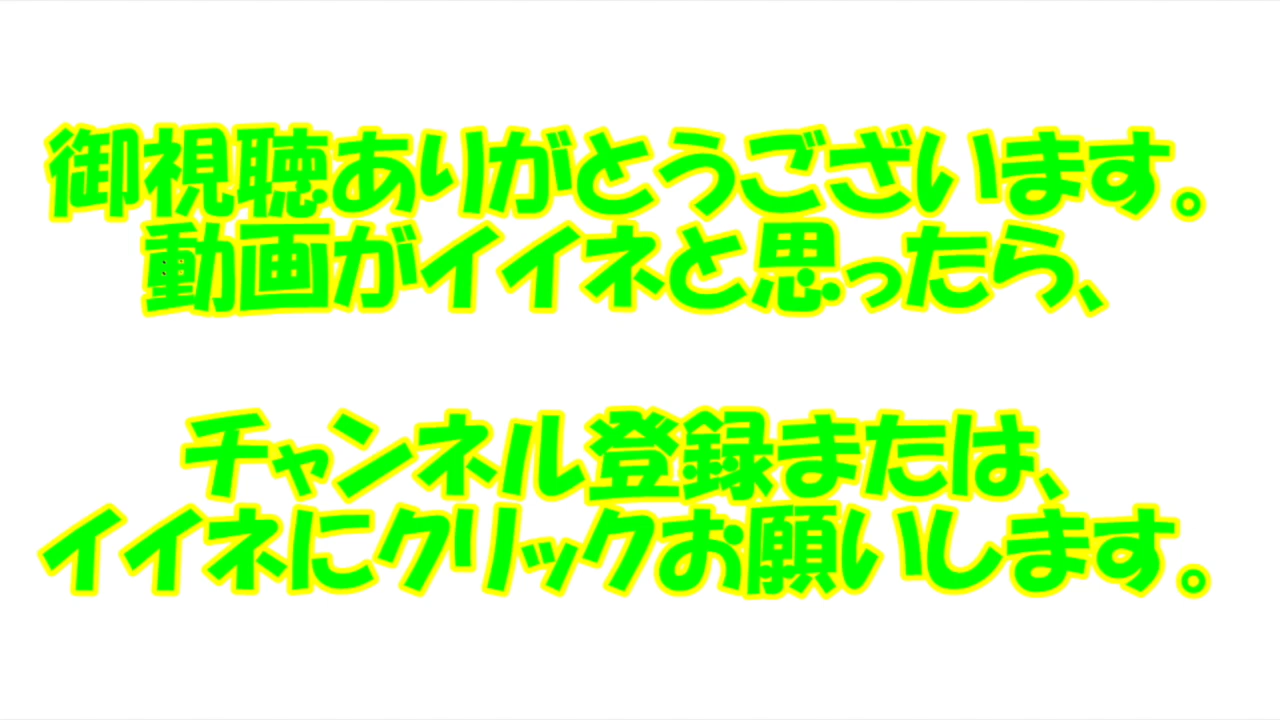 御視聴ありがとうございます。
動画がイイネと思ったら、
チャンネル登録または、
イイネにクリックお願いします。